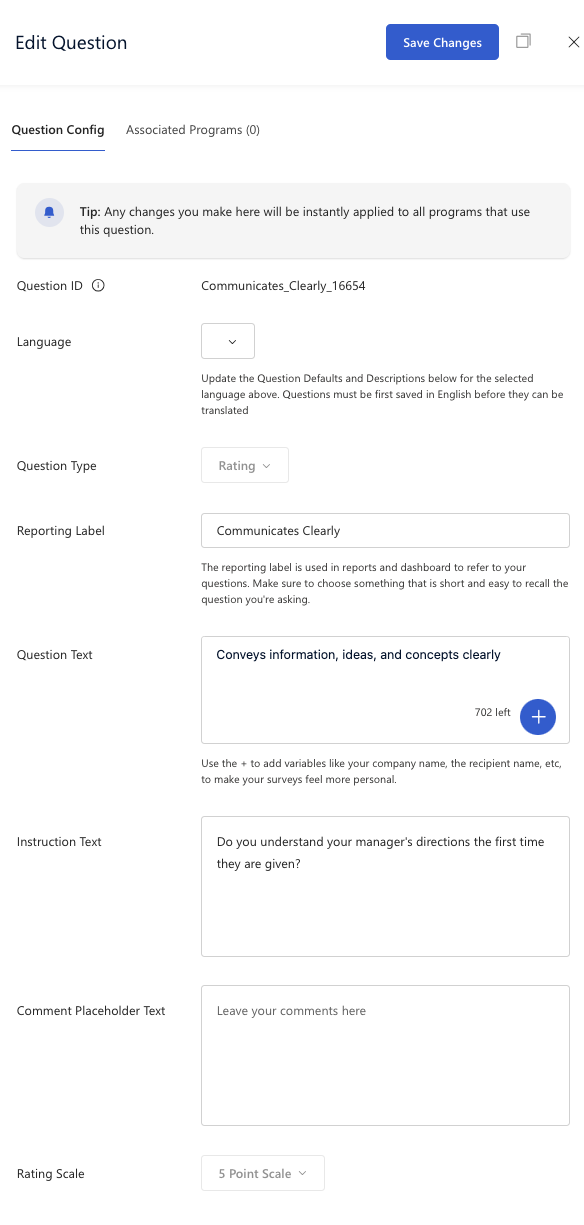 Edit Question
Save Changes
Question Config
Associated Programs (0)
Tip: Any changes you make here will be instantly applied to all programs that use
this question.
Question ID
Communicates_Clearly_16654
Language
Update the Question Defaults and Descriptions below for the selected
language above. Questions must be first saved in English before they can be
translated
Question Type
Rating
Reporting Label
Communicates Clearly
The reporting label is used in reports and dashboard to refer to your
questions. Make sure to choose something that is short and easy to recall the
question you're asking.
Question Text
Conveys information, ideas, and concepts clearly
702 left
Use the + to add variables like your company name, the recipient name, etc,
to make your surveys feel more personal.
Instruction Text
Do you understand your manager's directions the first time
they are given?
Comment Placeholder Text
Leave your comments here
Rating Scale
5 Point Scale